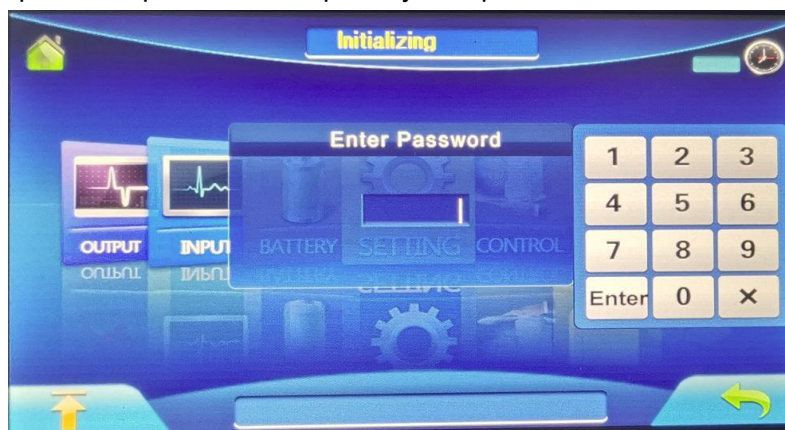 Initializing
Enter Password
1 2 3
4 5 6
7 8 9
Enter 0 ×
OUTPUT INPUT BATTERY SETTING CONTROL